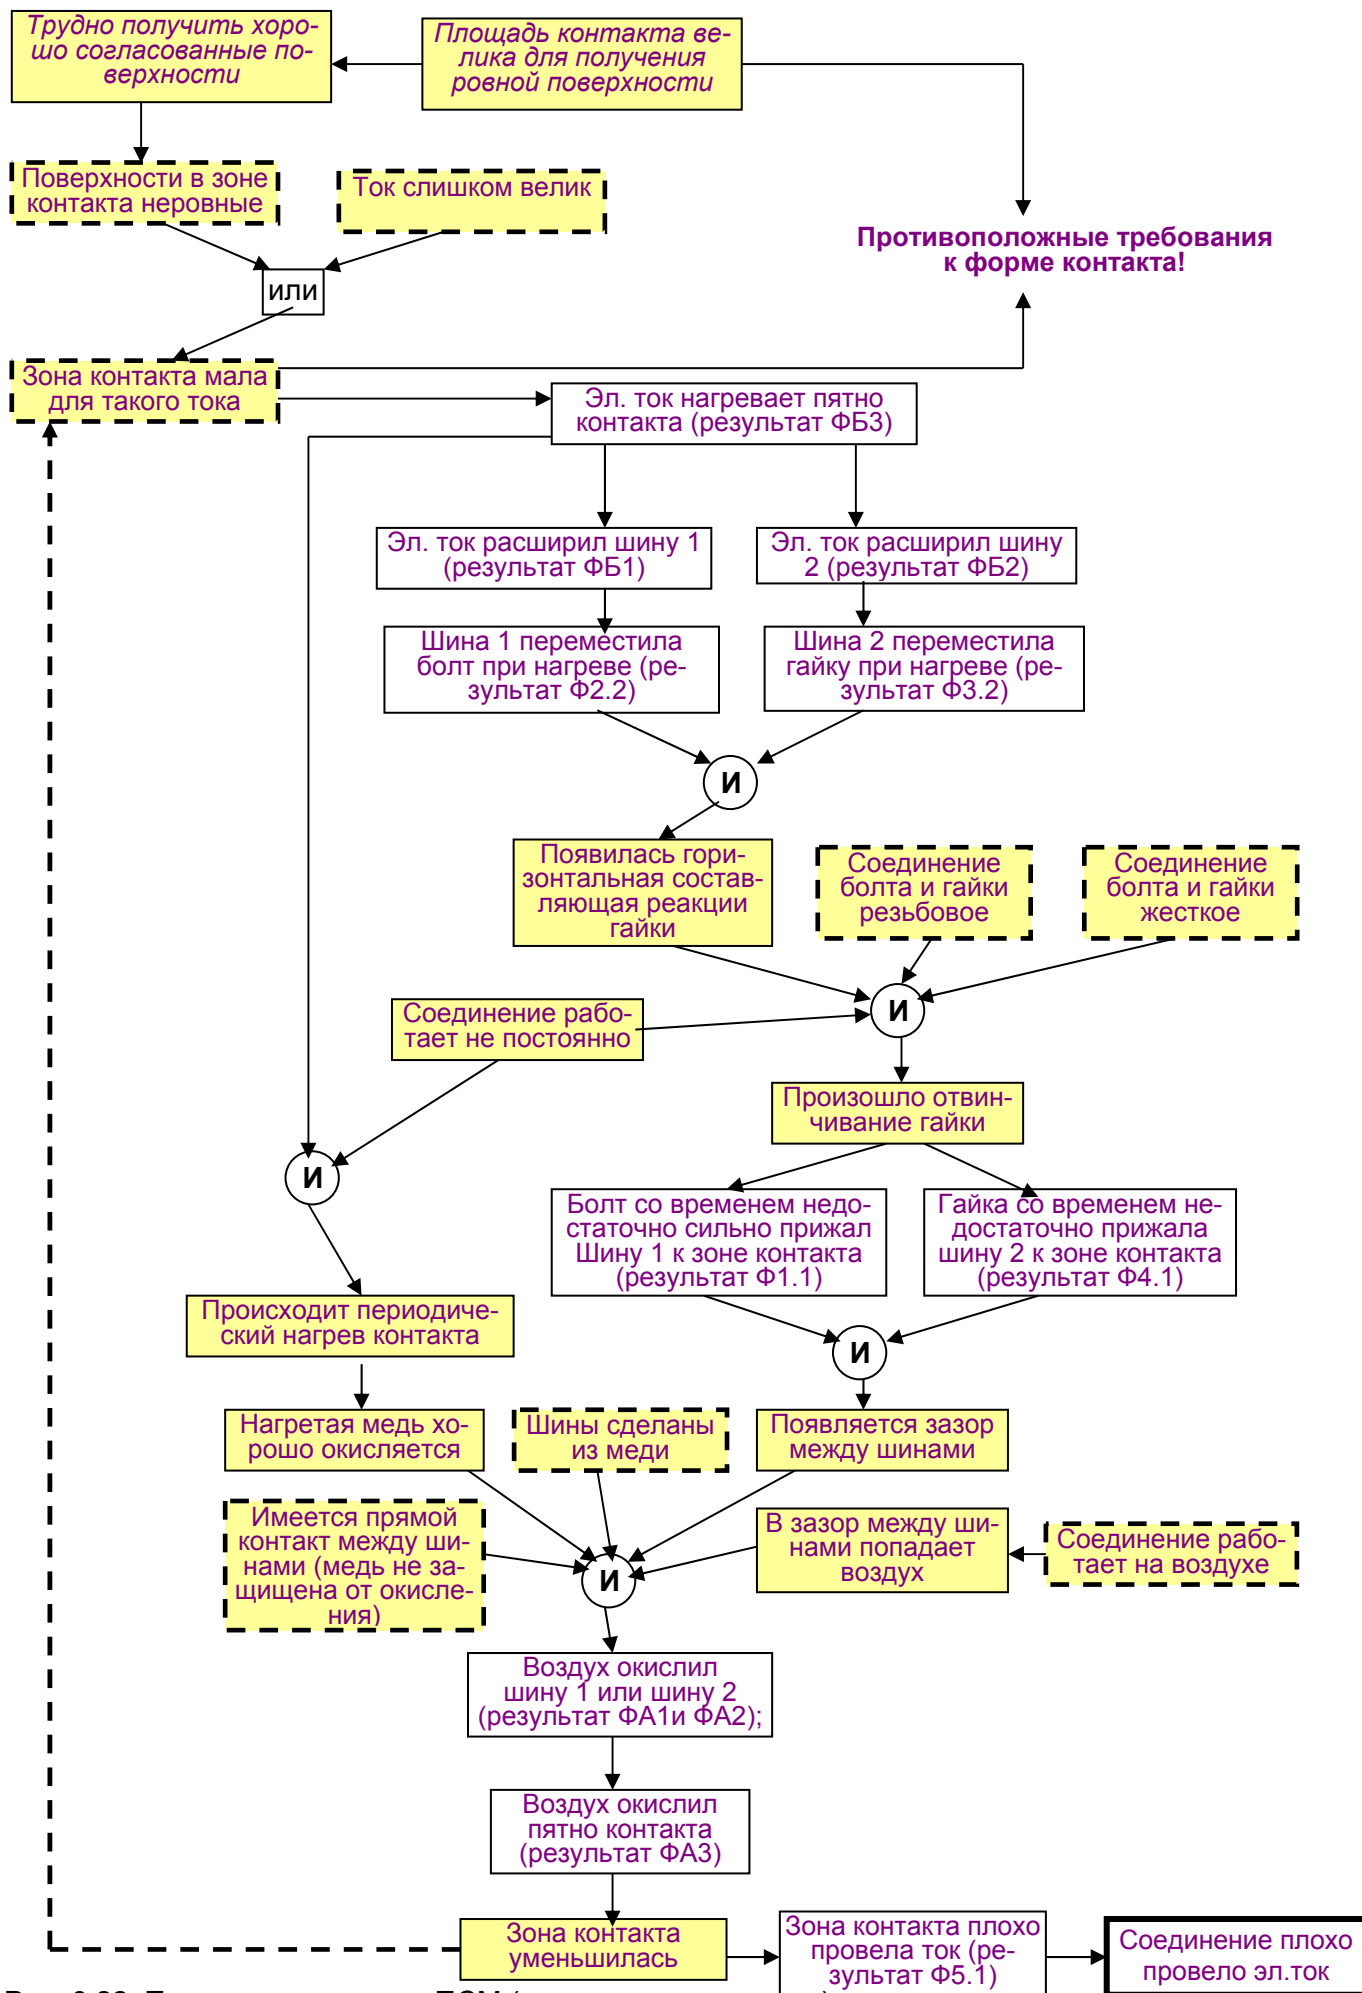 Трудно получить хоро-
шо согласованные по-
верхности
Площадь контакта ве-
лика для получения
ровной поверхности
Поверхности в зоне
контакта неровные
Ток слишком велик
Противоположные требования
к форме контакта!
или
Зона контакта мала
для такого тока
Эл. ток нагревает пятно
контакта (результат ФБ3)
Эл. ток расширил шину 1
(результат ФБ1)
Эл. ток расширил шину
2 (результат ФБ2)
Шина 1 переместила
болт при нагреве (ре-
зультат Ф2.2)
Шина 2 переместила
гайку при нагреве (ре-
зультат Ф3.2)
И
Появилась гори-
зонтальная состав-
ляющая реакции
гайки
Соединение
болта и гайки
резьбовое
Соединение
болта и гайки
жесткое
Соединение рабо-
тает не постоянно
И
Произошло отвин-
чивание гайки
И
Болт со временем недо-
статочно сильно прижал
Шину 1 к зоне контакта
(результат Ф1.1)
Гайка со временем не-
достаточно прижала
шину 2 к зоне контакта
(результат Ф4.1)
Происходит периодиче-
ский нагрев контакта
И
Нагретая медь хо-
рошо окисляется
Шины сделаны
из меди
Появляется зазор
между шинами
Имеется прямой
контакт между ши-
нами (медь не за-
щищена от окисле-
ния)
И
В зазор между ши-
нами попадает
воздух
Соединение рабо-
тает на воздухе
Воздух окислил
шину 1 или шину 2
(результат ФА1и ФА2);
Воздух окислил
пятно контакта
(результат ФА3)
Зона контакта
уменьшилась
Зона контакта плохо
провела ток (ре-
зультат Ф5.1)
Соединение плохо
провело эл.ток